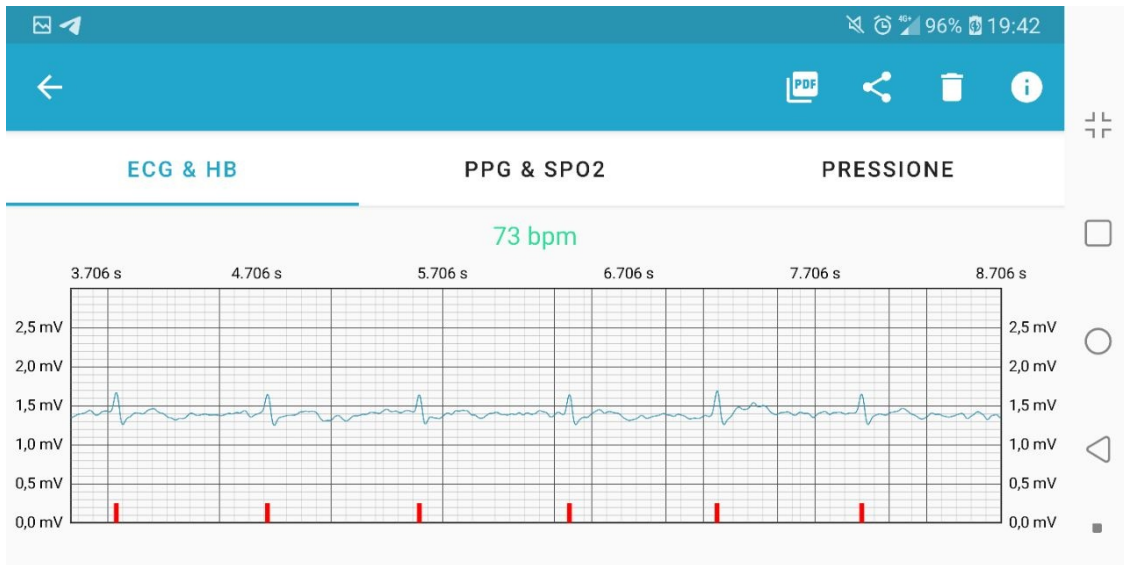 4G+ 96% 19:42
PDF
ECG & HB PPG & SPO2 PRESSIONE
73 bpm
3.706 s 4.706 s 5.706 s 6.706 s 7.706 s 8.706 s
2,5 mV 2,5 mV
2,0 mV 2,0 mV
1,5 mV 1,5 mV
1,0 mV 1,0 mV
0,5 mV 0,5 mV
0,0 mV 0,0 mV